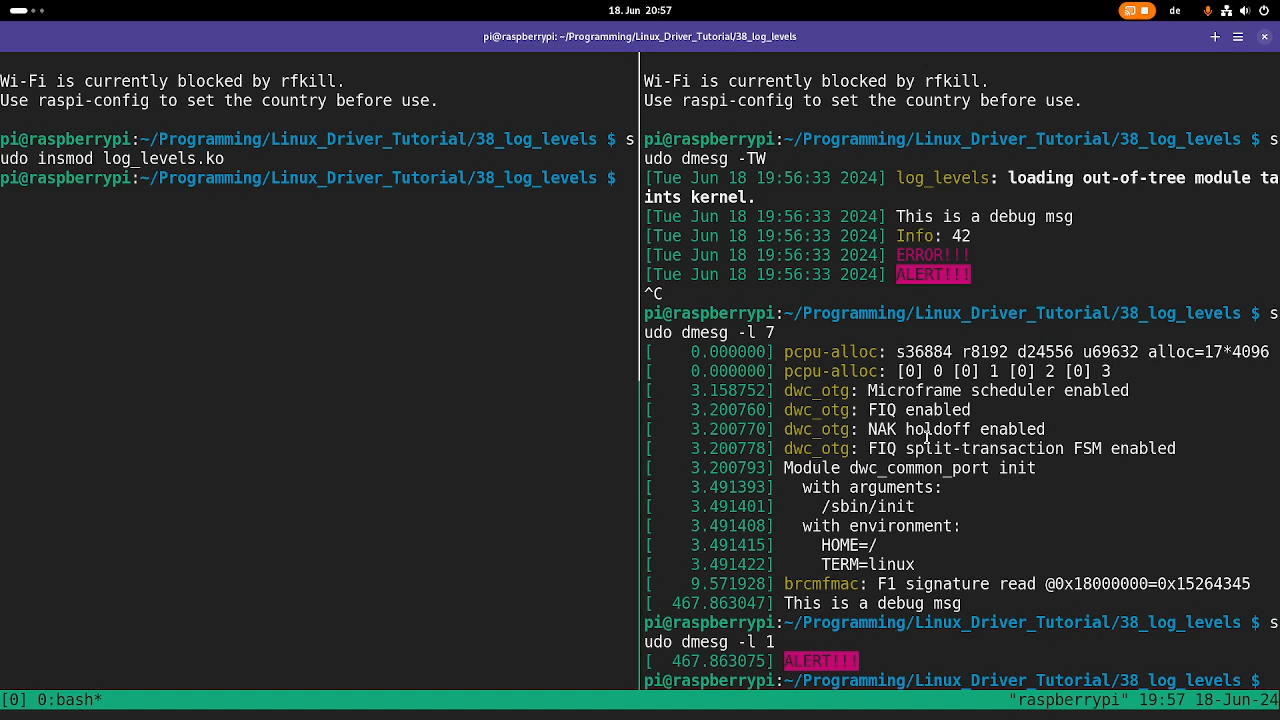 18. Jun 20:57
de
pi@raspberrypi: ~/Programming/Linux_Driver_Tutorial/38_log_levels
Wi-Fi is currently blocked by rfkill.
Use raspi-config to set the country before use.
pi@raspberrypi:~/Programming/Linux_Driver_Tutorial/38_log_levels $ s
udo insmod log_levels.ko
pi@raspberrypi:~/Programming/Linux_Driver_Tutorial/38_log_levels $
Wi-Fi is currently blocked by rfkill.
Use raspi-config to set the country before use.
pi@raspberrypi:~/Programming/Linux_Driver_Tutorial/38_log_levels $ s
udo dmesg -TW
[Tue Jun 18 19:56:33 2024] log_levels: loading out-of-tree module ta
ints kernel.
[Tue Jun 18 19:56:33 2024] This is a debug msg
[Tue Jun 18 19:56:33 2024] Info: 42
[Tue Jun 18 19:56:33 2024] ERROR!!!
[Tue Jun 18 19:56:33 2024] ALERT!!!
^C
pi@raspberrypi:~/Programming/Linux_Driver_Tutorial/38_log_levels $ s
udo dmesg -l 7
[    0.000000] pcpu-alloc: s36884 r8192 d24556 u69632 alloc=17*4096
[    0.000000] pcpu-alloc: [0] 0 [0] 1 [0] 2 [0] 3
[    3.158752] dwc_otg: Microframe scheduler enabled
[    3.200760] dwc_otg: FIQ enabled
[    3.200770] dwc_otg: NAK holdoff enabled
[    3.200778] dwc_otg: FIQ split-transaction FSM enabled
[    3.200793] Module dwc_common_port init
[    3.491393]   with arguments:
[    3.491401]     /sbin/init
[    3.491408]   with environment:
[    3.491415]     HOME=/
[    3.491422]     TERM=linux
[    9.571928] brcmfmac: F1 signature read @0x18000000=0x15264345
[  467.863047] This is a debug msg
pi@raspberrypi:~/Programming/Linux_Driver_Tutorial/38_log_levels $ s
udo dmesg -l 1
[  467.863075] ALERT!!!
pi@raspberrypi:~/Programming/Linux_Driver_Tutorial/38_log_levels $
[0] 0:bash* "raspberrypi" 19:57 18-Jun-24